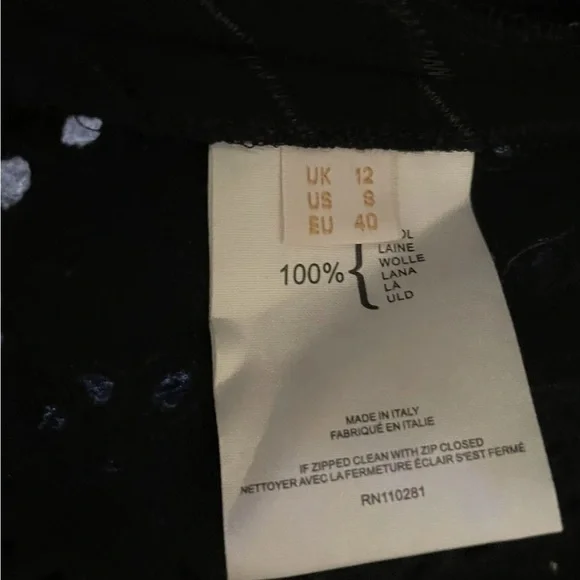 UK 12
US 8
EU 40
100%
OL
LAINE
WOLLE
LANA
LA
ULD
MADE IN ITALY
FABRIQUÉ EN ITALIE
IF ZIPPED CLEAN WITH ZIP CLOSED
NETTOYER AVEC LA FERMETURE ÉCLAIR S'EST FERMÉ
RN110281